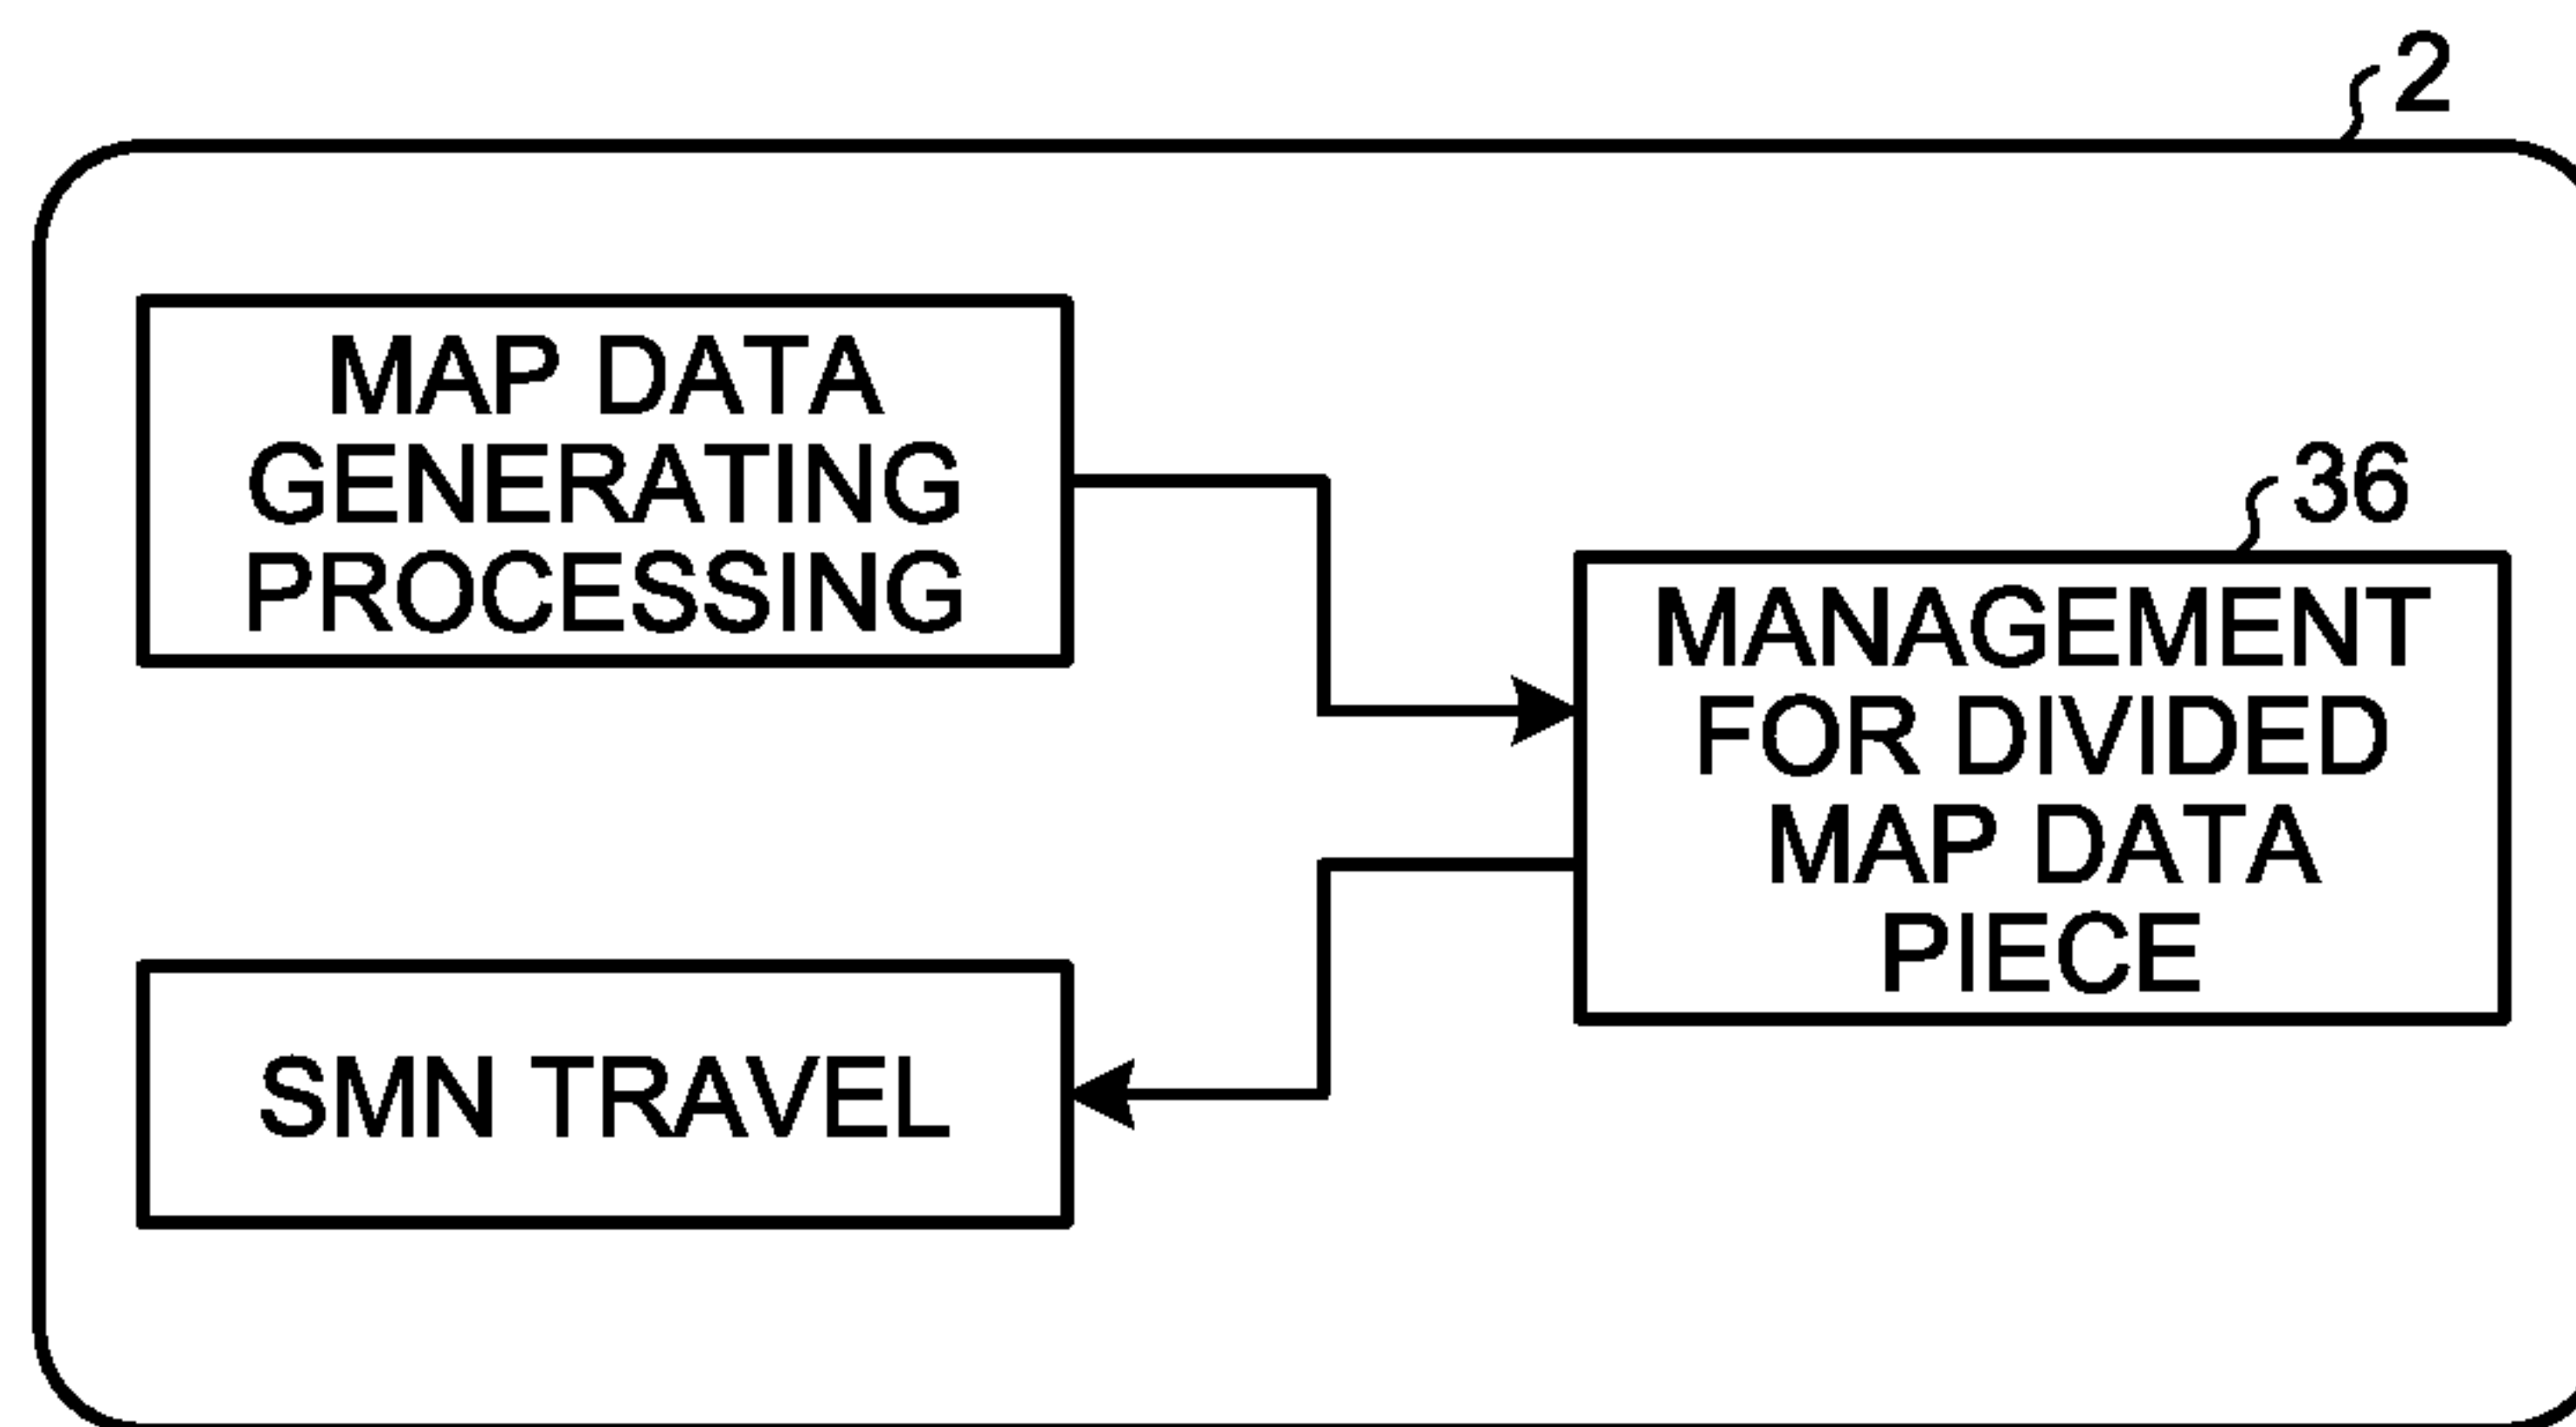 2
MAP DATA
GENERATING
PROCESSING
36
MANAGEMENT
FOR DIVIDED
MAP DATA
PIECE
SMN TRAVEL